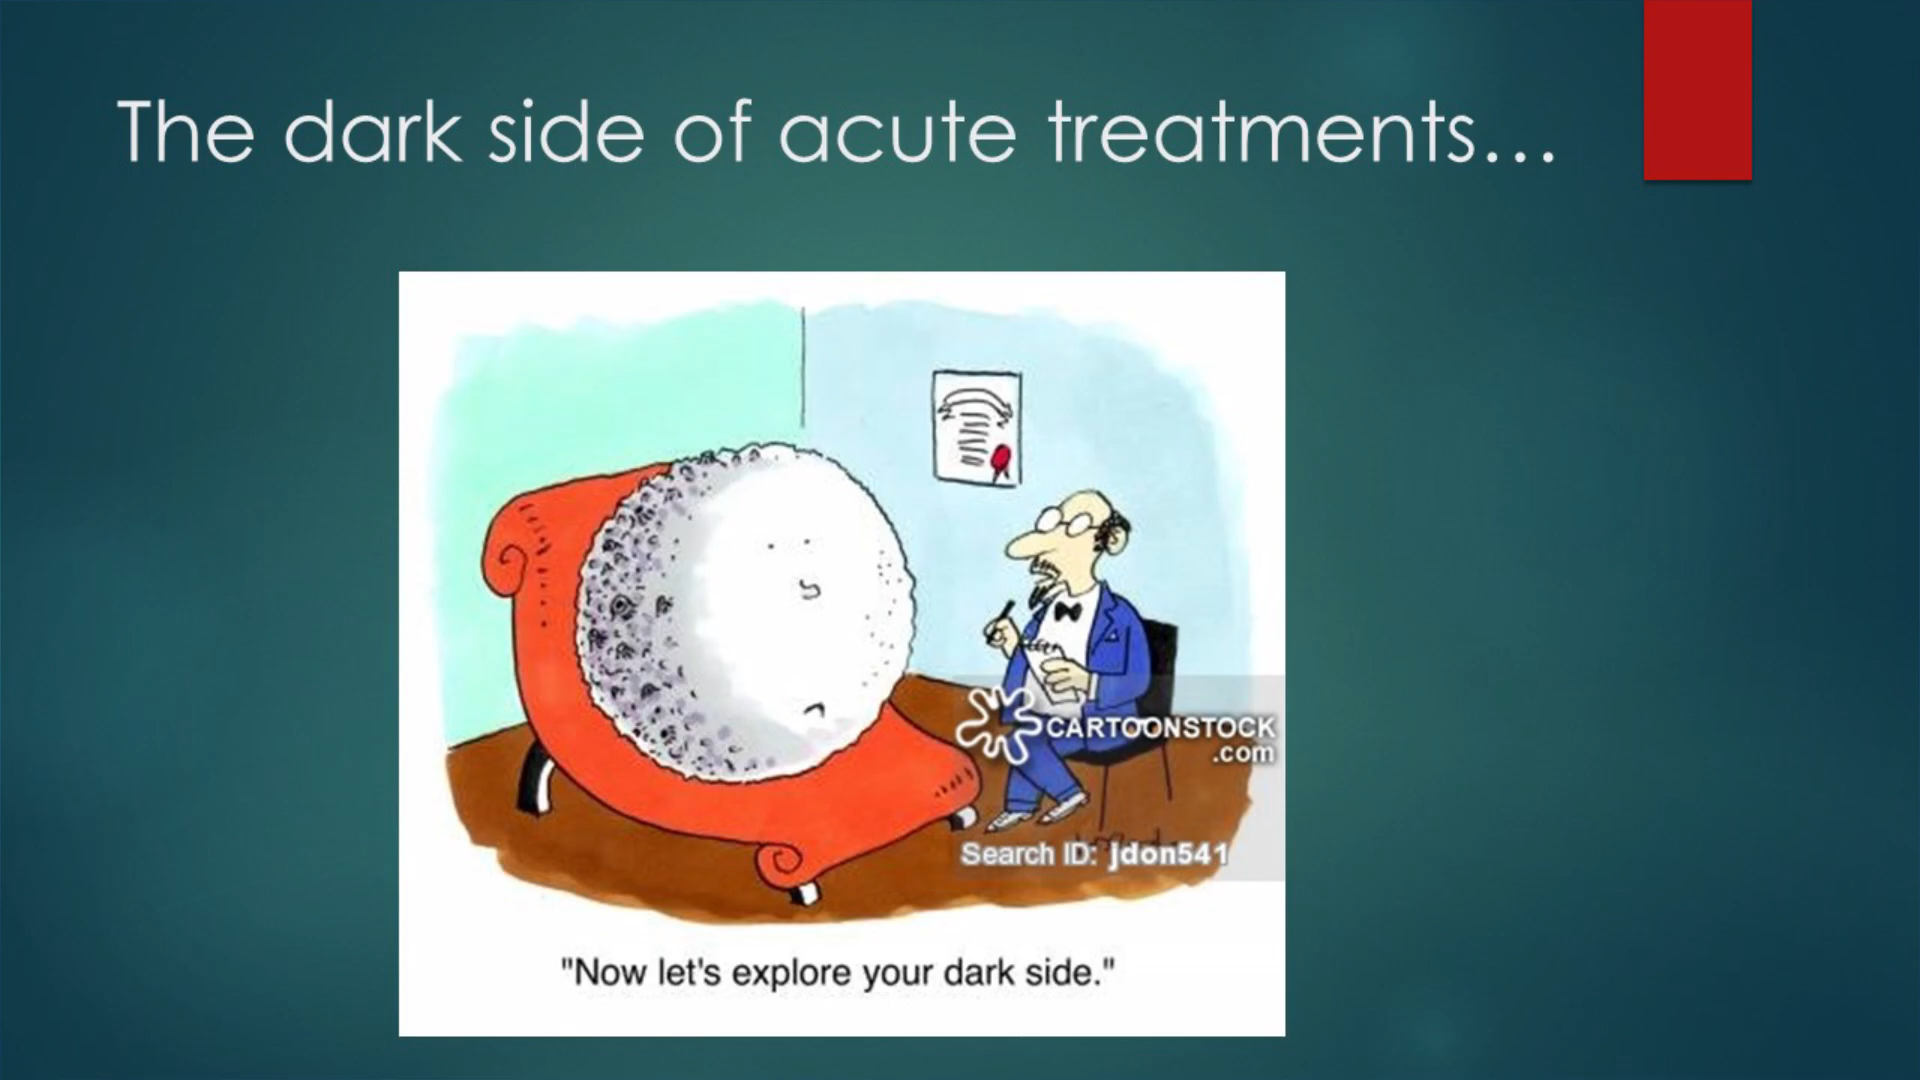 The dark side of acute treatments...
CARTOONSTOCK
.com
Search ID: jdon541
"Now let's explore your dark side."